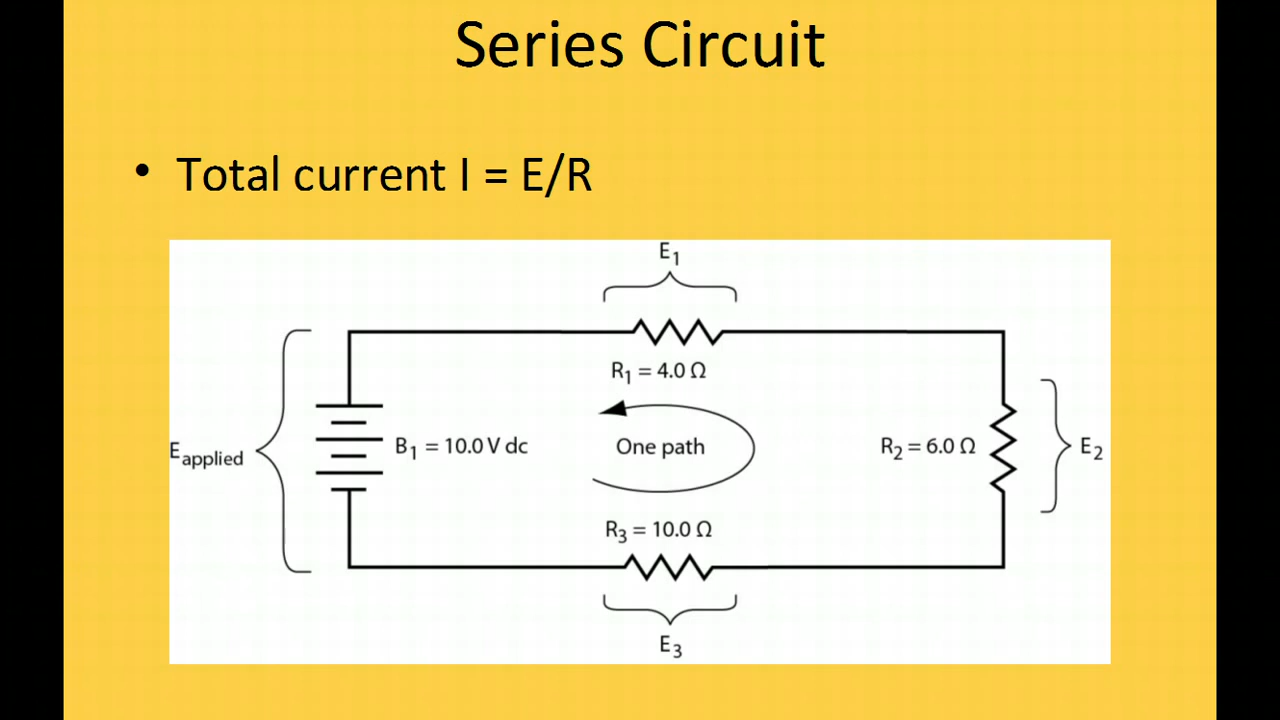 Series Circuit
• Total current I = E/R
E₁
R₁ = 4.0 Ω
E applied
B₁ = 10.0 V dc
One path
R₂ = 6.0 Ω
E₂
R₃ = 10.0 Ω
E₃